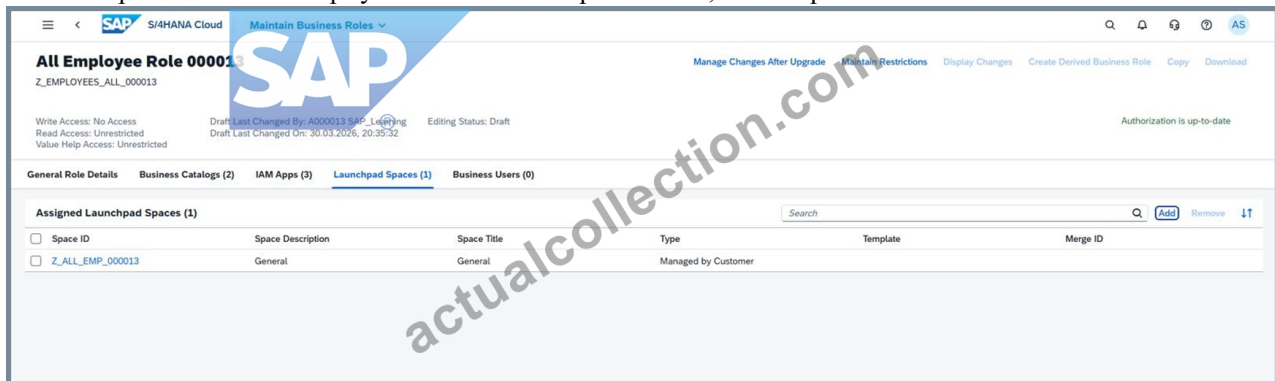 SAP S/4HANA Cloud Maintain Business Roles AS
All Employee Role 000013
Z_EMPLOYEES_ALL_000013
Manage Changes After Upgrade Maintain Restrictions Display Changes Create Derived Business Role Copy Download
SAP
®
Write Access: No Access Draft Last Changed By: A000013 SAP_Learning Editing Status: Draft Authorization is up-to-date
Read Access: Unrestricted Draft Last Changed On: 30.03.2026, 20:35:32
Value Help Access: Unrestricted
General Role Details Business Catalogs (2) IAM Apps (3) Launchpad Spaces (1) Business Users (0)
Assigned Launchpad Spaces (1) Search Add Remove
Space ID Space Description Space Title Type Template Merge ID
Z_ALL_EMP_000013 General General Managed by Customer
actualcollection.com